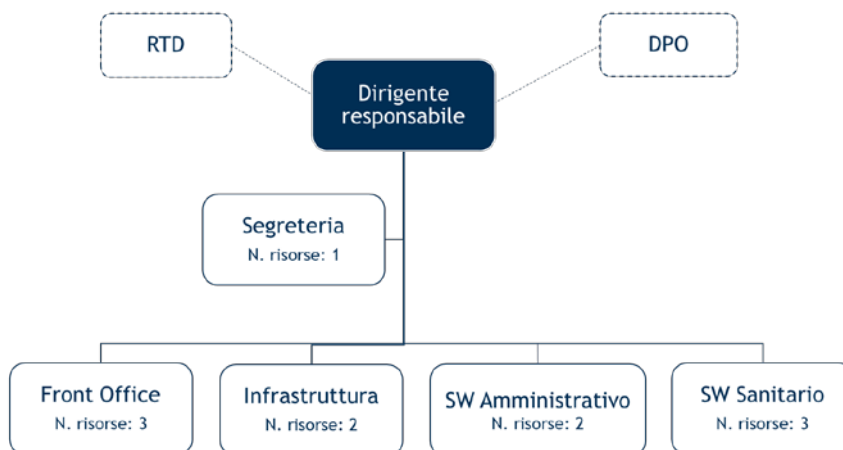 RTD
DPO
Dirigente
responsabile
Segreteria
N. risorse: 1
Front Office
N. risorse: 3
Infrastruttura
N. risorse: 2
SW Amministrativo
N. risorse: 2
SW Sanitario
N. risorse: 3